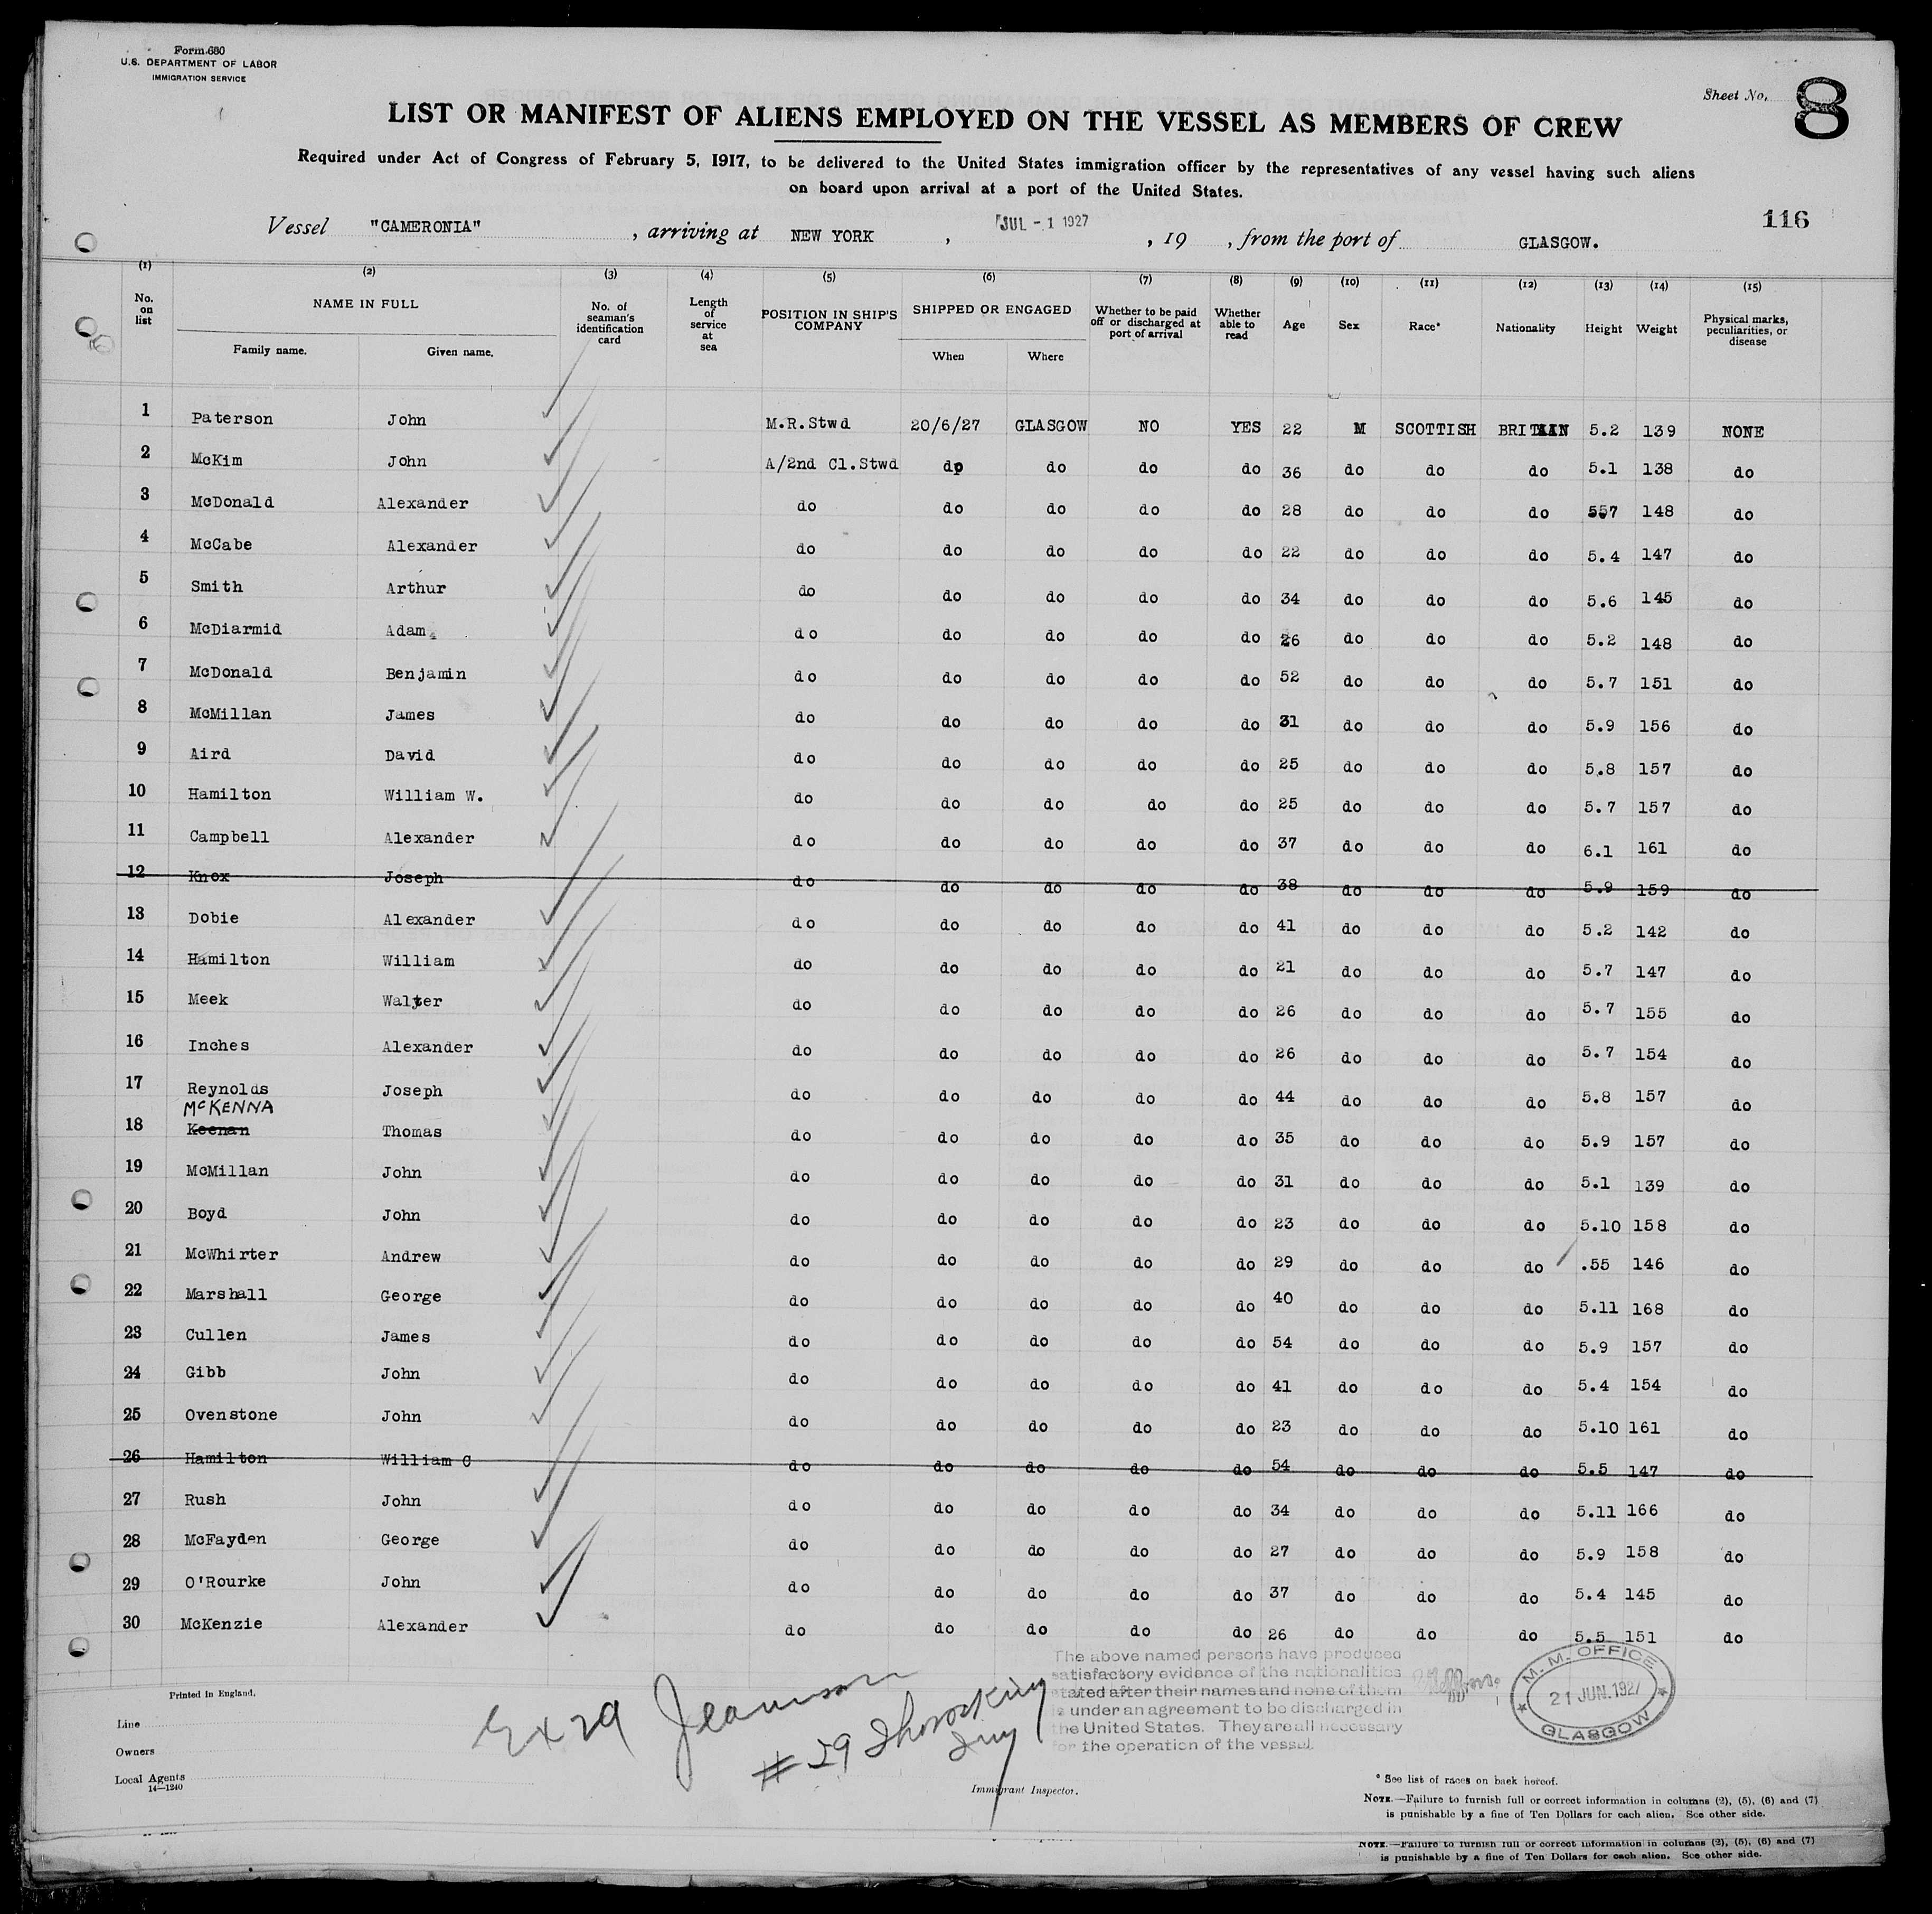 Form 680
U.S. DEPARTMENT OF LABOR
IMMIGRATION SERVICE
Sheet No. 8
LIST OR MANIFEST OF ALIENS EMPLOYED ON THE VESSEL AS MEMBERS OF CREW
Required under Act of Congress of February 5, 1917, to be delivered to the United States immigration officer by the representatives of any vessel having such aliens
on board upon arrival at a port of the United States.
116
Vessel "CAMERONIA", arriving at NEW YORK, JUL - 1 1927, 19 , from the port of GLASGOW.
(1) (2) (3) (4) (5) (6) (7) (8) (9) (10) (11) (12) (13) (14) (15)
No. on list NAME IN FULL Family name. Given name. No. of seaman's identification card Length of service at sea POSITION IN SHIP'S COMPANY SHIPPED OR ENGAGED When Where Whether to be paid off or discharged at port of arrival Whether able to read Age Sex Race* Nationality Height Weight Physical marks, peculiarities, or disease
1 Paterson John M.R.Stwd 20/6/27 GLASGOW NO YES 22 M SCOTTISH BRITAIN 5.2 139 NONE
2 McKim John A/2nd Cl.Stwd do do do do 36 do do do 5.1 138 do
3 McDonald Alexander do do do do do 28 do do do 557 148 do
4 McCabe Alexander do do do do do 22 do do do 5.4 147 do
5 Smith Arthur do do do do do 34 do do do 5.6 145 do
6 McDiarmid Adam do do do do do 26 do do do 5.2 148 do
7 McDonald Benjamin do do do do do 52 do do do 5.7 151 do
8 McMillan James do do do do do 31 do do do 5.9 156 do
9 Aird David do do do do do 25 do do do 5.8 157 do
10 Hamilton William W. do do do do do 25 do do do 5.7 157 do
11 Campbell Alexander do do do do do 37 do do do 6.1 161 do
12 Knox Joseph do do do do do 38 do do do 5.9 159 do
13 Dobie Alexander do do do do do 41 do do do 5.2 142 do
14 Hamilton William do do do do do 21 do do do 5.7 147 do
15 Meek Walter do do do do do 26 do do do 5.7 155 do
16 Inches Alexander do do do do do 26 do do do 5.7 154 do
17 Reynolds Joseph do do do do do 44 do do do 5.8 157 do
McKENNA
18 Keenan Thomas do do do do do 35 do do do 5.9 157 do
19 McMillan John do do do do do 31 do do do 5.1 139 do
20 Boyd John do do do do do 23 do do do 5.10 158 do
21 McWhirter Andrew do do do do do 29 do do do .55 146 do
22 Marshall George do do do do do 40 do do do 5.11 168 do
23 Cullen James do do do do do 54 do do do 5.9 157 do
24 Gibb John do do do do do 41 do do do 5.4 154 do
25 Ovenstone John do do do do do 23 do do do 5.10 161 do
26 Hamilton William C do do do do do 54 do do do 5.5 147 do
27 Rush John do do do do do 34 do do do 5.11 166 do
28 McFayden George do do do do do 27 do do do 5.9 158 do
29 O'Rourke John do do do do do 37 do do do 5.4 145 do
30 McKenzie Alexander do do do do do 26 do do do 5.5 151 do
The above named persons have produced
satisfactory evidence of the nationalities
stated after their names and none of them
is under an agreement to be discharged in
the United States. They are all necessary
for the operation of the vessel.
M. M. OFFICE
21 JUN. 1927
GLASGOW
Printed in England.
Line
Owners
Local Agents
14—1240
Ex 29
# 29
Immigrant Inspector.
* See list of races on back hereof.
NOTE.—Failure to furnish full or correct information in columns (2), (5), (6) and (7)
is punishable by a fine of Ten Dollars for each alien. See other side.
NOTE.—Failure to furnish full or correct information in columns (2), (5), (6) and (7)
is punishable by a fine of Ten Dollars for each alien. See other side.